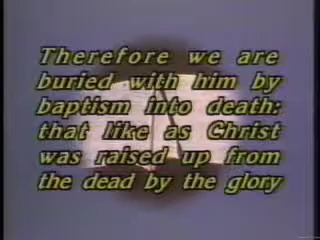 Therefore we are
buried with him by
baptism into death:
that like as Christ
was raised up from
the dead by the glory